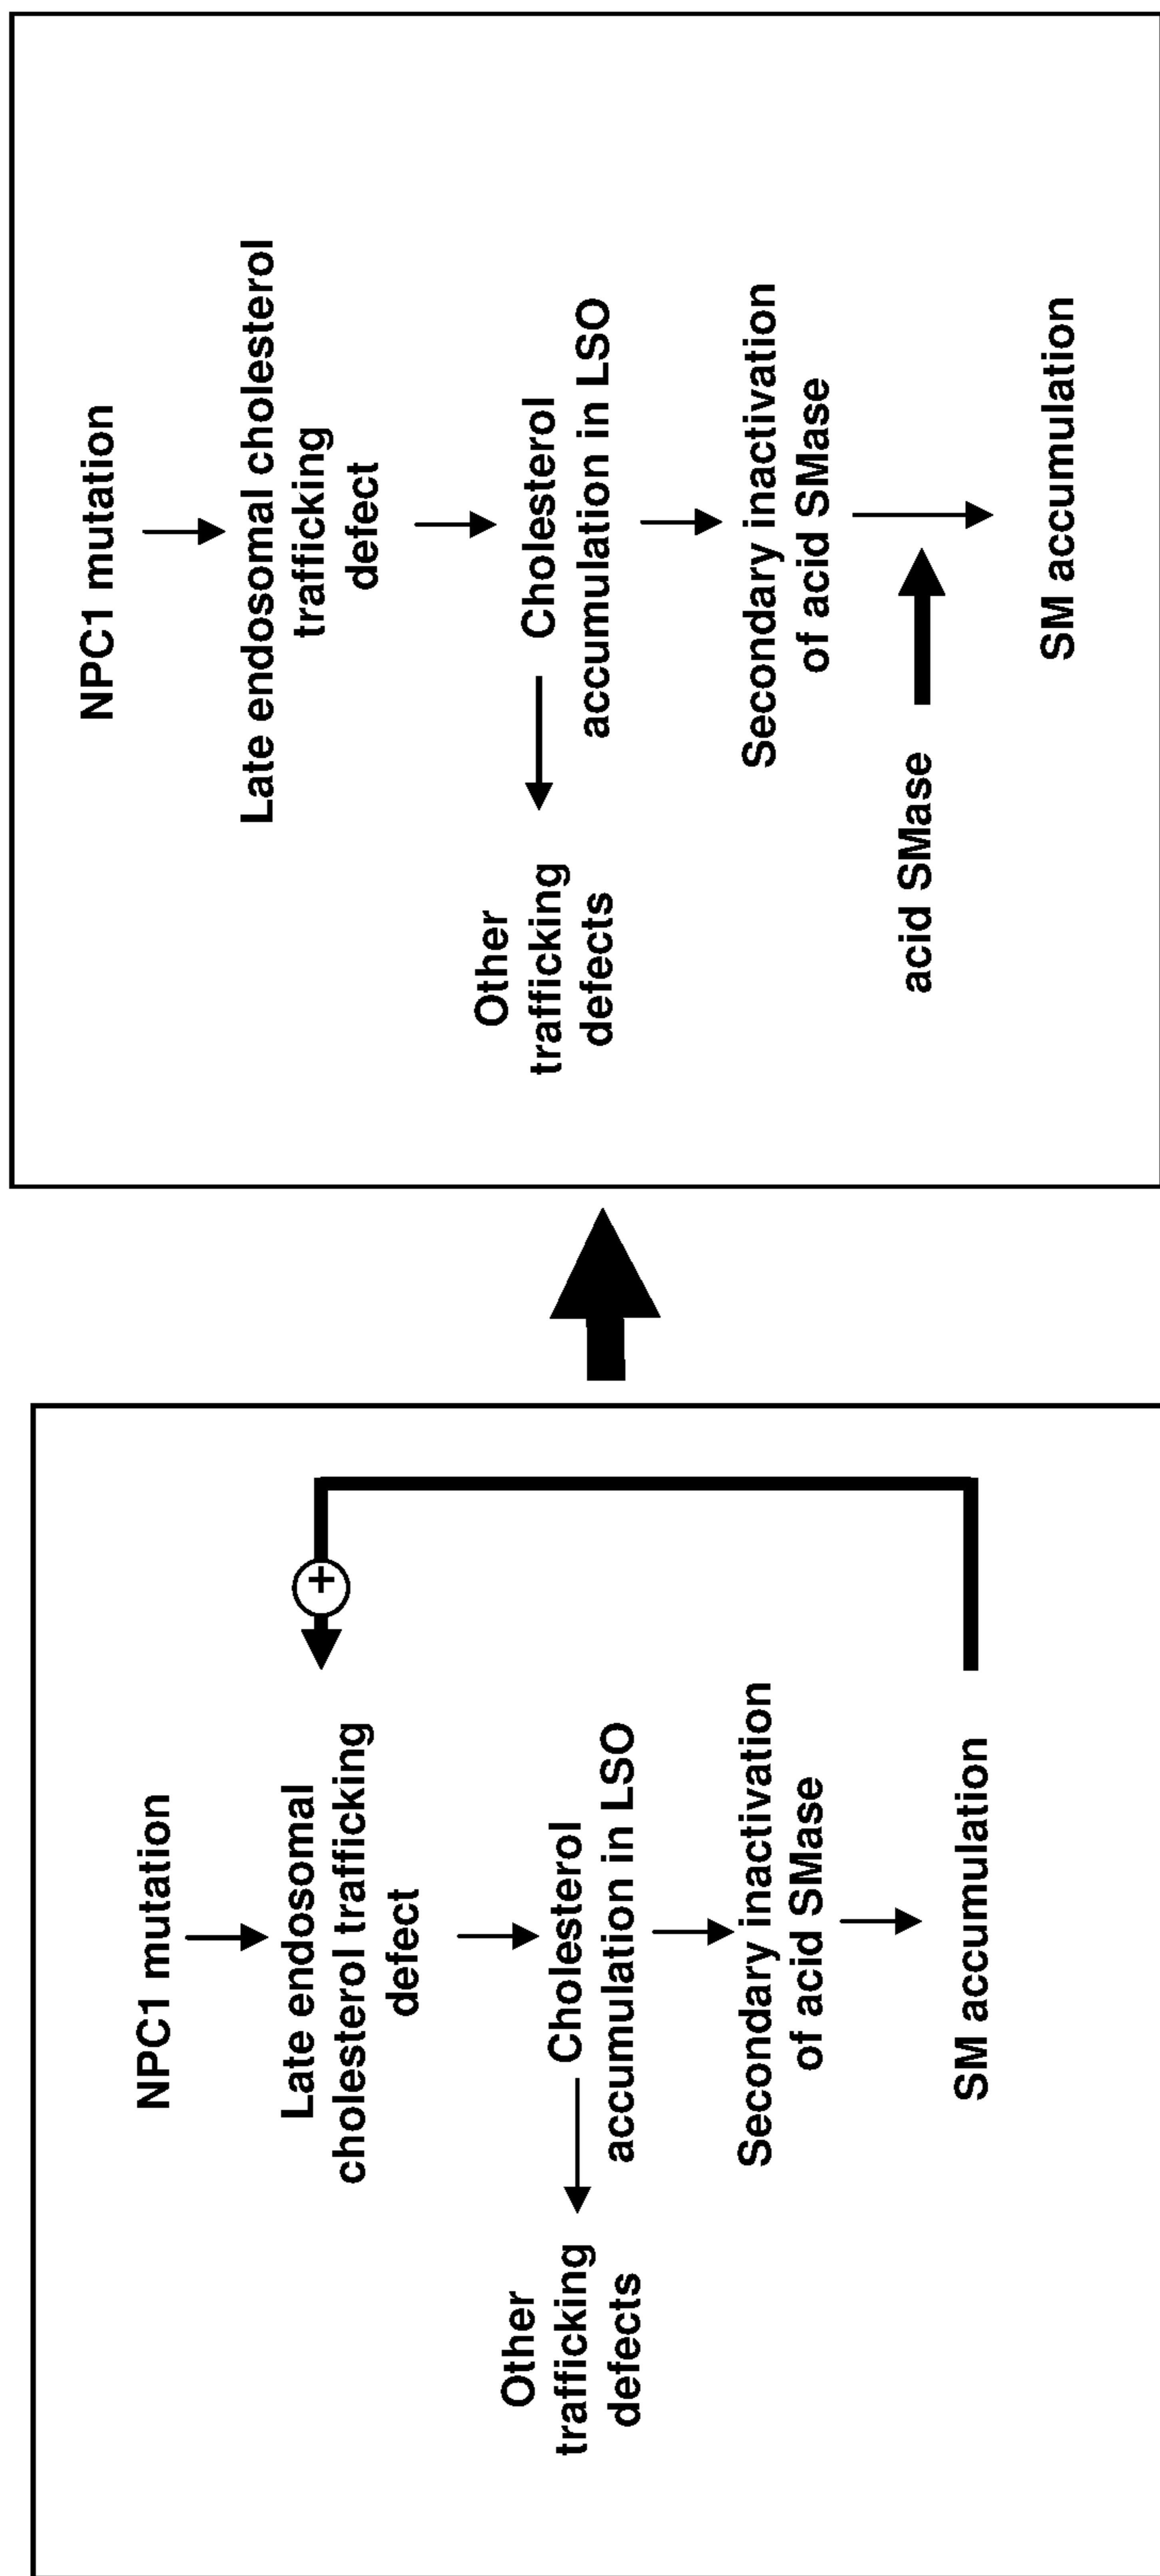 NPC1 mutation
Late endosomal
cholesterol trafficking
defect
+
Cholesterol
accumulation in LSO
Other
trafficking
defects
Secondary inactivation
of acid SMase
SM accumulation
NPC1 mutation
Late endosomal cholesterol
trafficking
defect
Cholesterol
accumulation in LSO
Other
trafficking
defects
Secondary inactivation
of acid SMase
acid SMase
SM accumulation